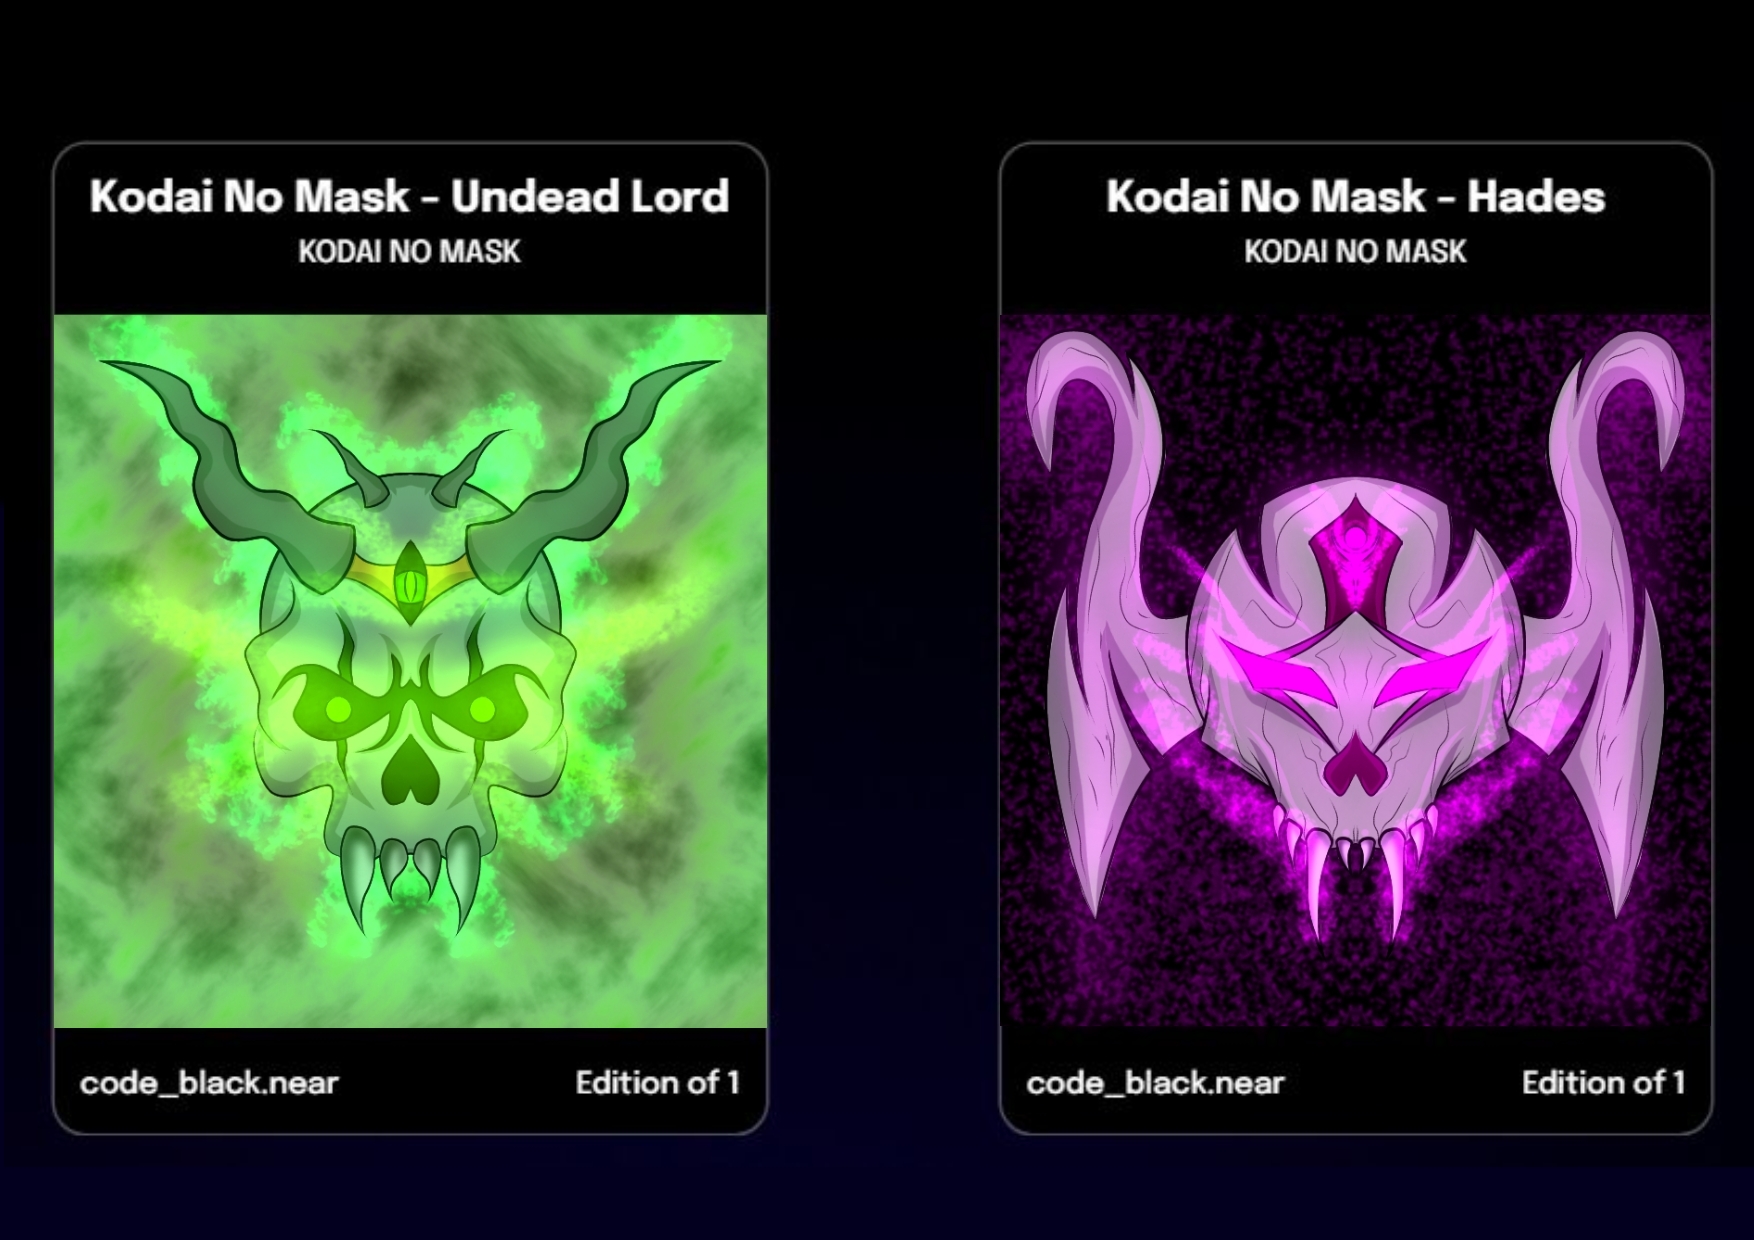 Kodai No Mask - Undead Lord
KODAI NO MASK
code_black.near
Edition of 1
Kodai No Mask - Hades
KODAI NO MASK
code_black.near
Edition of 1